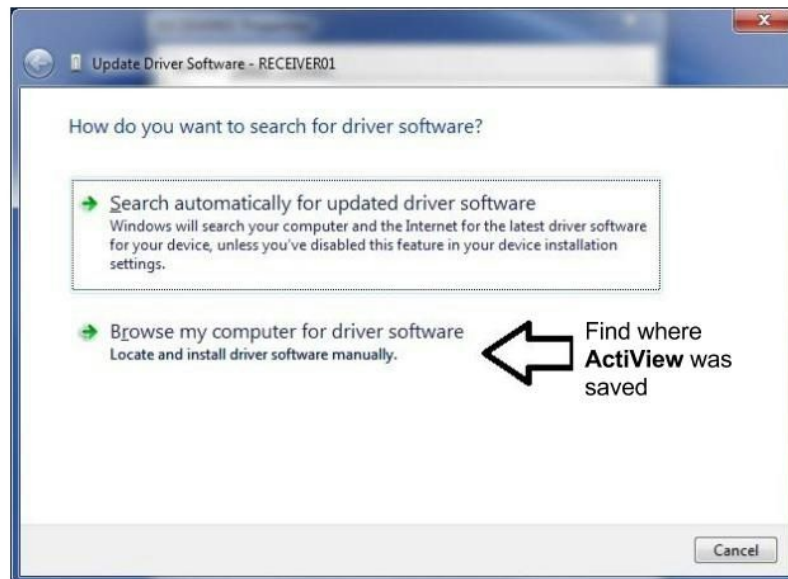 Update Driver Software - RECEIVER01
How do you want to search for driver software?
Search automatically for updated driver software
Windows will search your computer and the Internet for the latest driver software
for your device, unless you've disabled this feature in your device installation
settings.
Browse my computer for driver software
Locate and install driver software manually.
Find where
ActiView was
saved
Cancel